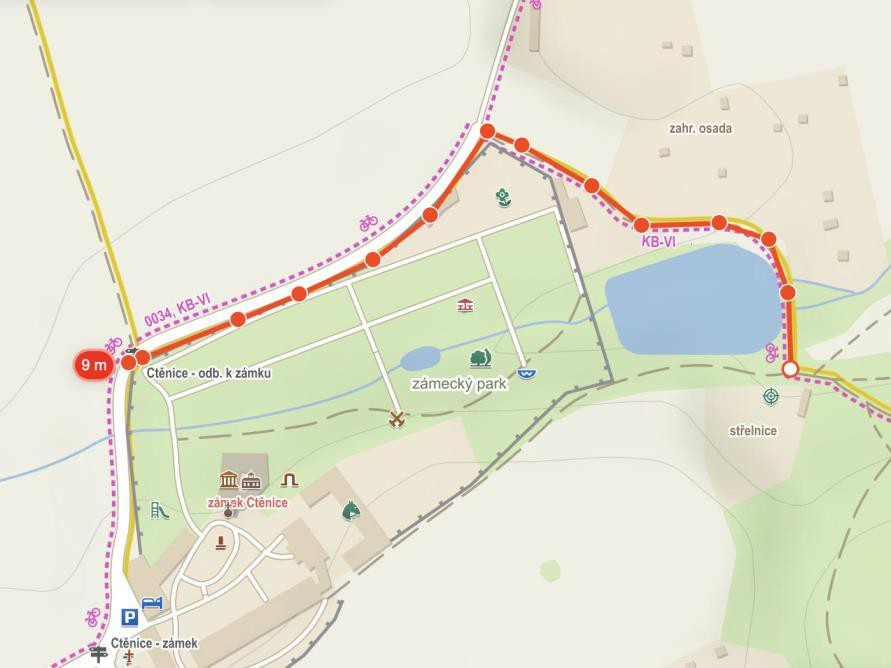 zahr. osada
KB-VI
0034, KB-VI
9 m
Ctěnice - odb. k zámku
zámecký park
střelnice
zámek Ctěnice
P
Ctěnice - zámek